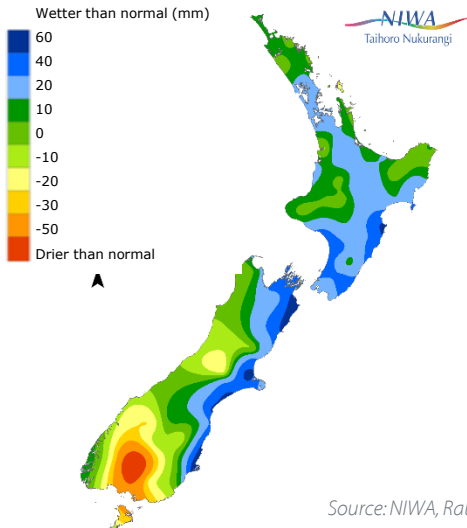 Wetter than normal (mm)
60
40
20
10
0
-10
-20
-30
-50
Drier than normal
NIWA
Taihoro Nukurangi
Source: NIWA,